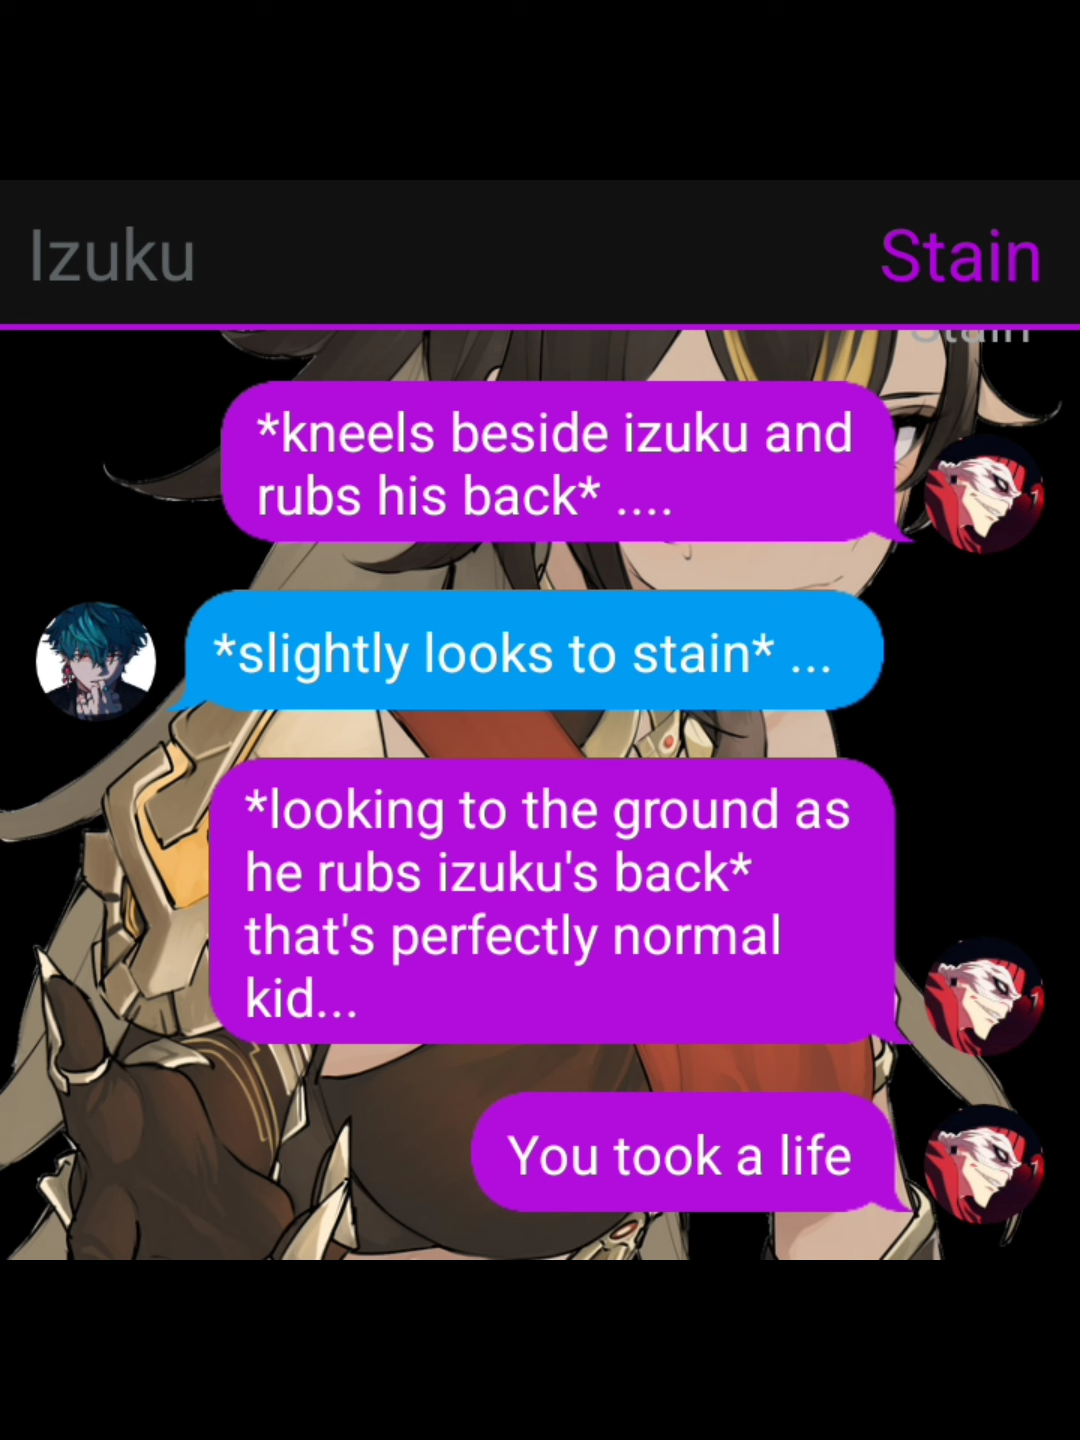 Izuku
Stain
Stain
*kneels beside izuku and
rubs his back* ....
*slightly looks to stain* ...
*looking to the ground as
he rubs izuku's back*
that's perfectly normal
kid...
You took a life